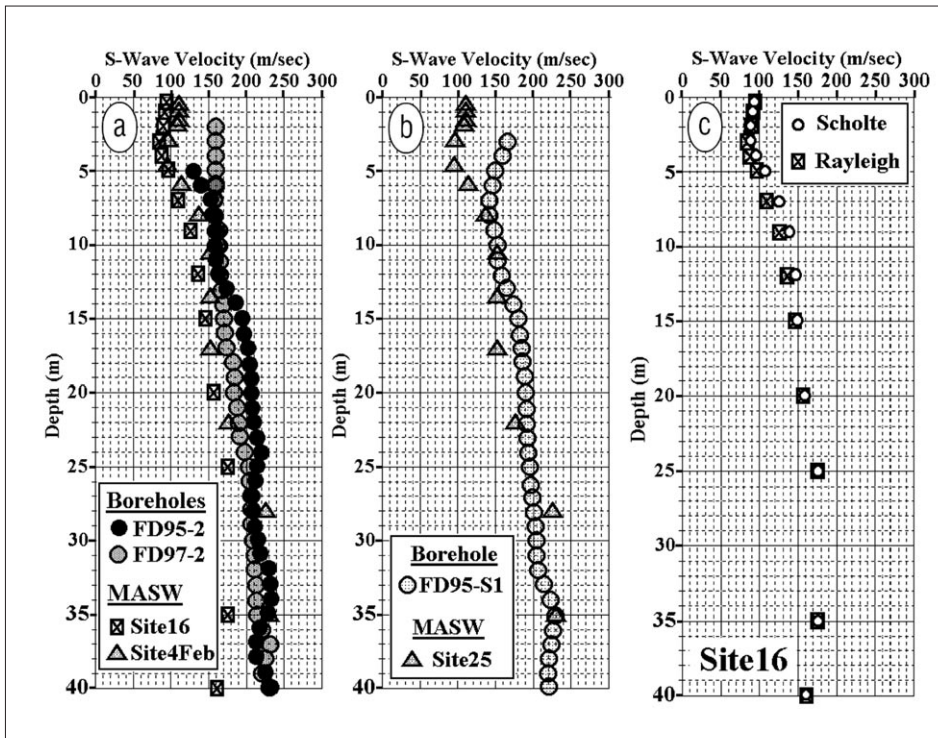 S-Wave Velocity (m/sec)
0 50 100 150 200 250 300
a
Depth (m)
0
5
10
15
20
25
30
35
40
Boreholes
FD95-2
FD97-2
MASW
Site16
Site4Feb
S-Wave Velocity (m/sec)
0 50 100 150 200 250 300
b
Depth (m)
0
5
10
15
20
25
30
35
40
Borehole
FD95-S1
MASW
Site25
S-Wave Velocity (m/sec)
0 50 100 150 200 250 300
c
Depth (m)
0
5
10
15
20
25
30
35
40
Scholte
Rayleigh
Site16